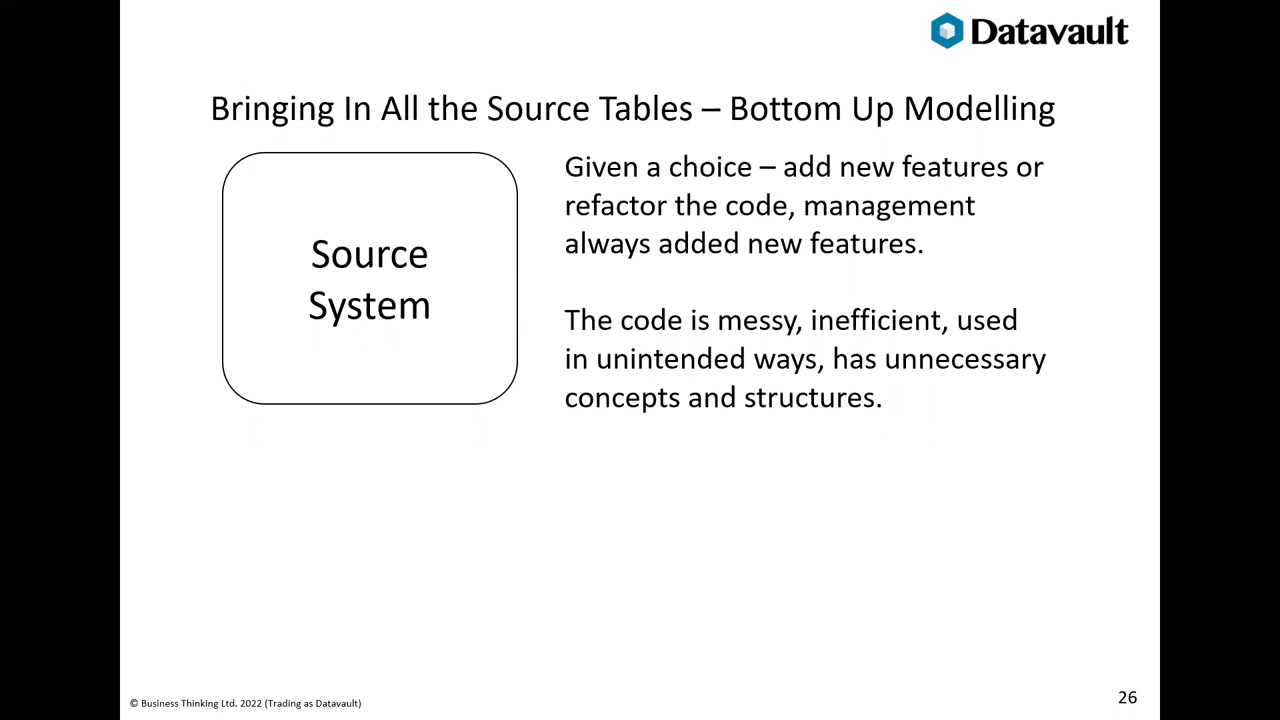 Datavault
Bringing In All the Source Tables – Bottom Up Modelling
Source
System
Given a choice – add new features or
refactor the code, management
always added new features.
The code is messy, inefficient, used
in unintended ways, has unnecessary
concepts and structures.
© Business Thinking Ltd. 2022 (Trading as Datavault)
26